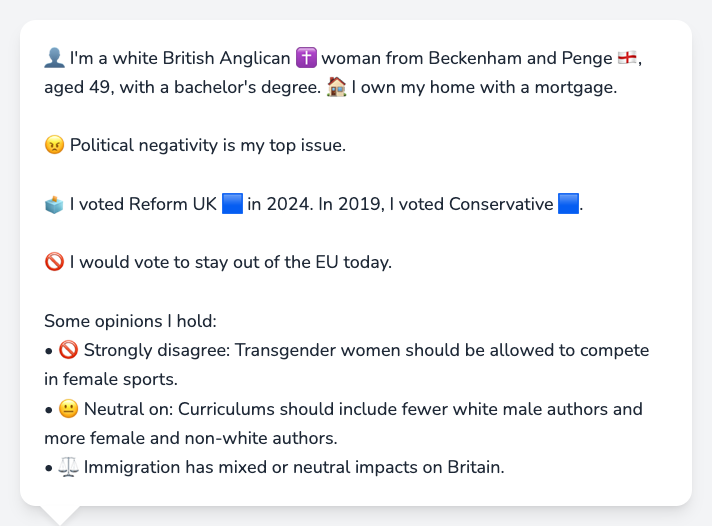 👤 I'm a white British Anglican ✝️ woman from Beckenham and Penge 🏴󠁧󠁢󠁥󠁮󠁧󠁿,
aged 49, with a bachelor's degree. 🏠 I own my home with a mortgage.
😠 Political negativity is my top issue.
🗳️ I voted Reform UK 🟦 in 2024. In 2019, I voted Conservative 🟦.
🚫 I would vote to stay out of the EU today.
Some opinions I hold:
• 🚫 Strongly disagree: Transgender women should be allowed to compete
in female sports.
• 😐 Neutral on: Curriculums should include fewer white male authors and
more female and non-white authors.
• ⚖️ Immigration has mixed or neutral impacts on Britain.